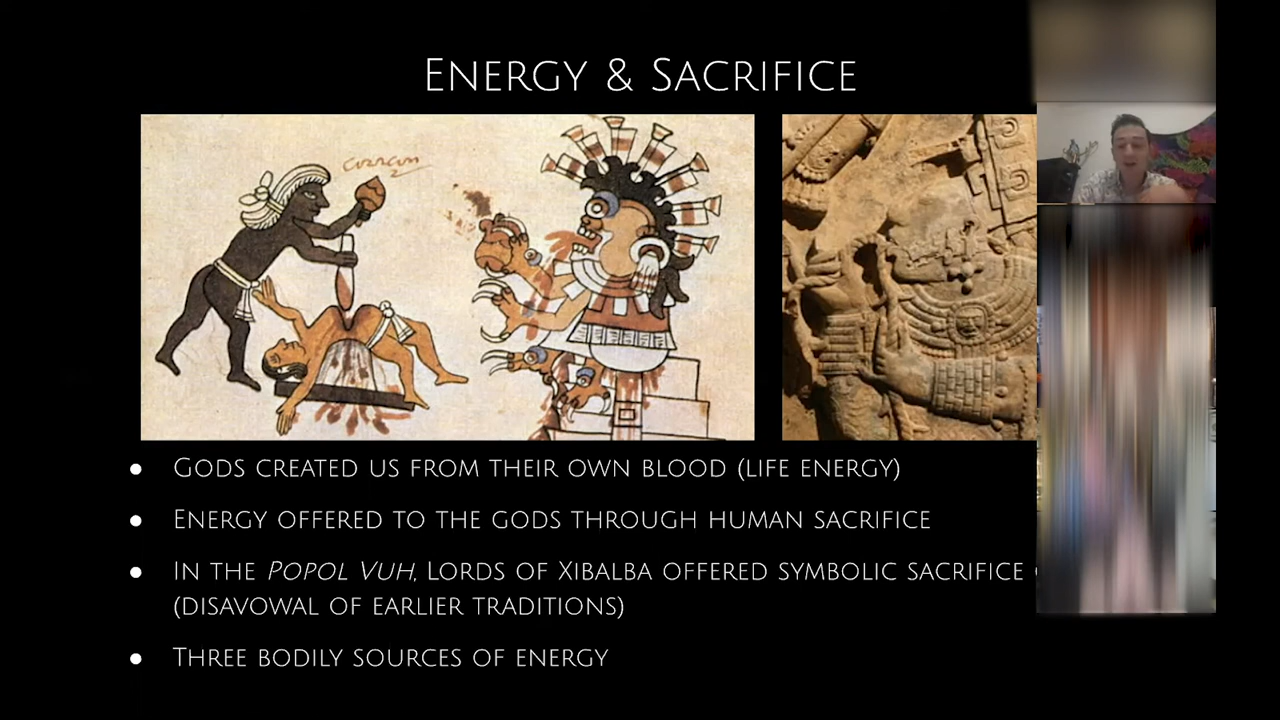 ENERGY & SACRIFICE
corazon
● GODS CREATED US FROM THEIR OWN BLOOD (LIFE ENERGY)
● ENERGY OFFERED TO THE GODS THROUGH HUMAN SACRIFICE
● IN THE POPOL VUH, LORDS OF XIBALBA OFFERED SYMBOLIC SACRIFICE
(DISAVOWAL OF EARLIER TRADITIONS)
● THREE BODILY SOURCES OF ENERGY